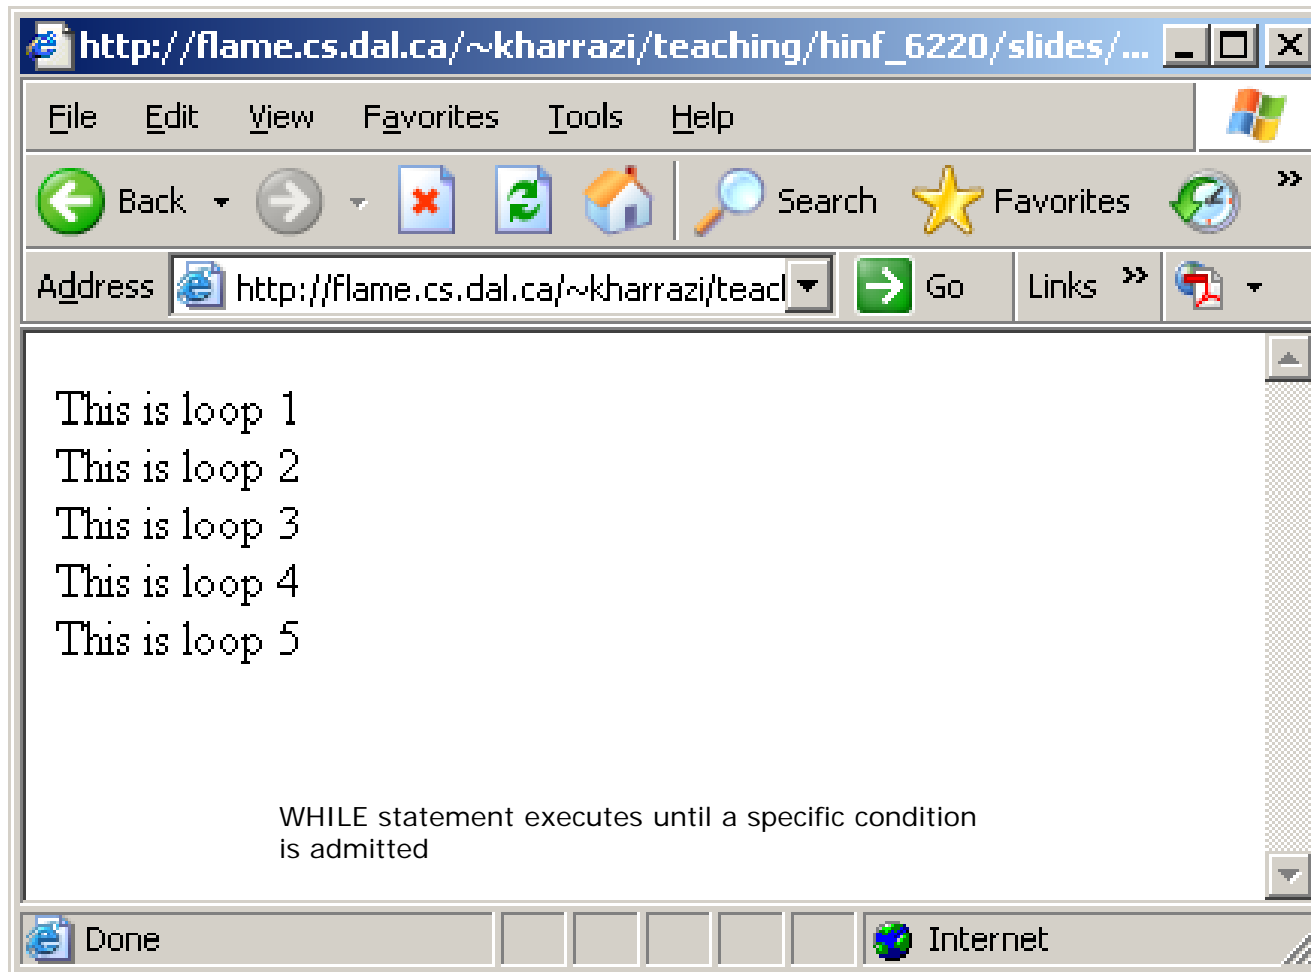 http://flame.cs.dal.ca/~kharrazi/teaching/hinf_6220/slides/...
File Edit View Favorites Tools Help
Back Search Favorites »
Address http://flame.cs.dal.ca/~kharrazi/teacl Go Links »
This is loop 1
This is loop 2
This is loop 3
This is loop 4
This is loop 5
WHILE statement executes until a specific condition
is admitted
Done Internet